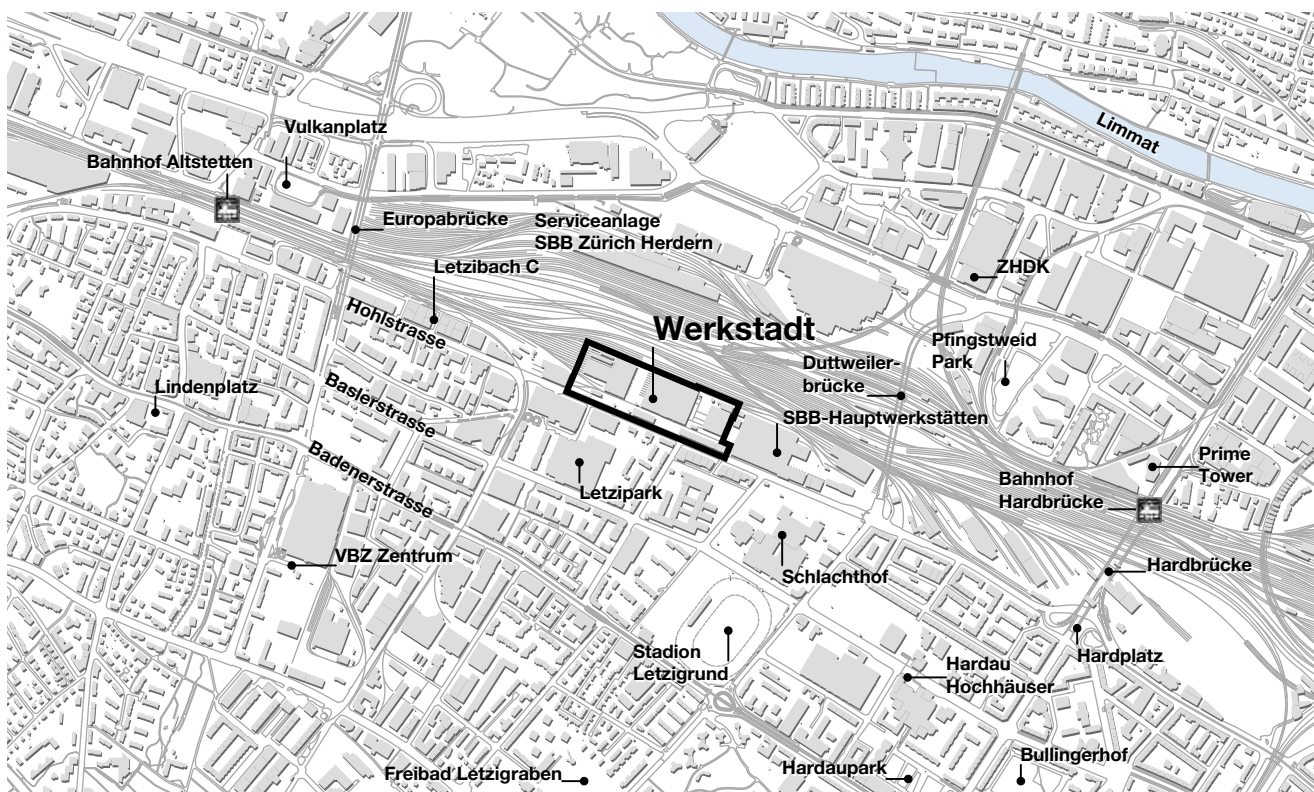 Limmat
Vulkanplatz
Bahnhof Altstetten
Europabrücke
Serviceanlage
SBB Zürich Herdern
Letzibach C
ZHDK
Hohlstrasse
Werkstadt
Pfingstweid
Park
Duttweiler-
brücke
Lindenplatz
Baslerstrasse
SBB-Hauptwerkstätten
Badenerstrasse
Prime
Tower
Bahnhof
Hardbrücke
Letzipark
VBZ Zentrum
Schlachthof
Hardbrücke
Stadion
Letzigrund
Hardplatz
Hardau
Hochhäuser
Freibad Letzigraben
Hardaupark
Bullingerhof